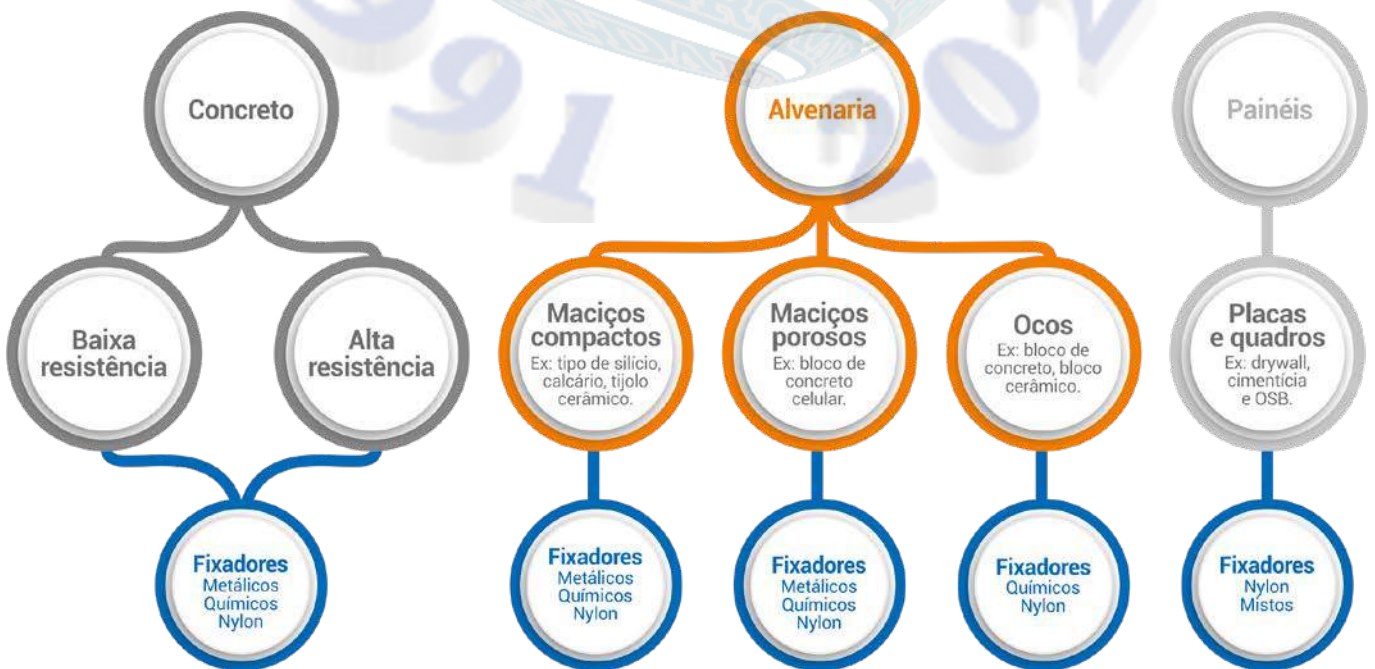 Concreto
Alvenaria
Painéis
Baixa
resistência
Alta
resistência
Maciços
compactos
Ex: tipo de silício,
calcário, tijolo
cerâmico.
Maciços
porosos
Ex: bloco de
concreto
celular.
Ocos
Ex: bloco de
concreto, bloco
cerâmico.
Placas
e quadros
Ex: drywall,
cimentícia
e OSB.
Fixadores
Metálicos
Químicos
Nylon
Fixadores
Metálicos
Químicos
Nylon
Fixadores
Metálicos
Químicos
Nylon
Fixadores
Químicos
Nylon
Fixadores
Nylon
Mistos